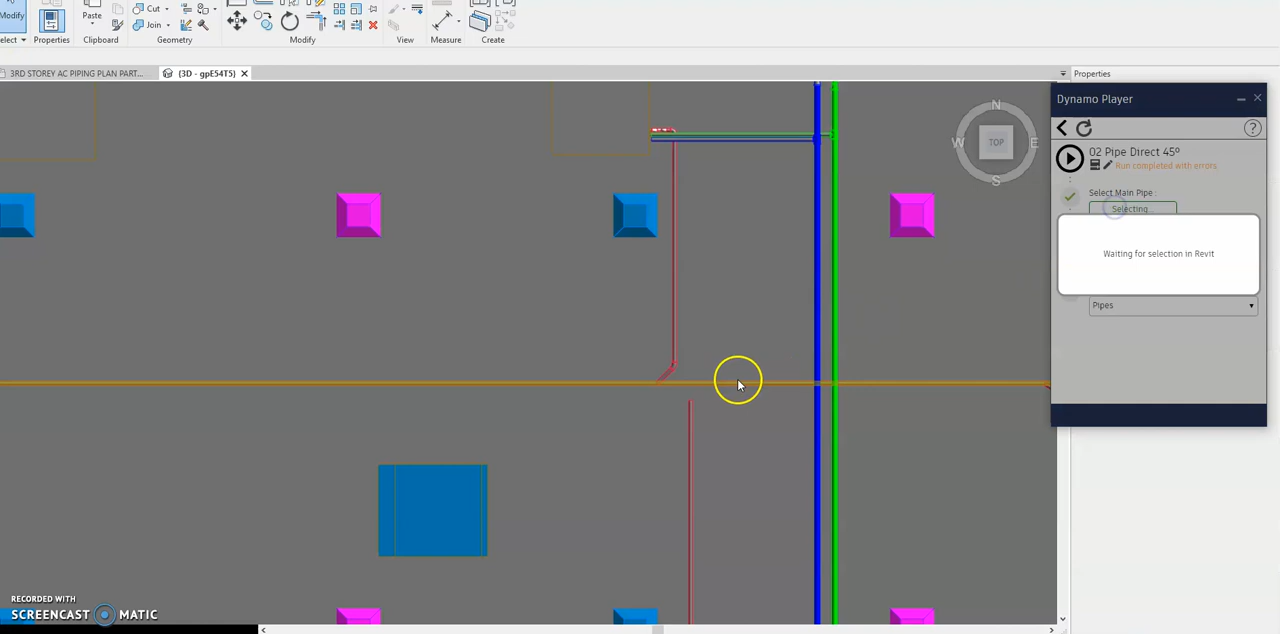 Modify
Cut
Join
Paste
elect
Properties
Clipboard
Geometry
Modify
View
Measure
Create
3RD STOREY AC PIPING PLAN PART...
{3D - gpE54T5}
Properties
Dynamo Player
02 Pipe Direct 45º
Run completed with errors
Select Main Pipe :
Selecting...
Waiting for selection in Revit
Pipes
N
W
TOP
E
S
RECORDED WITH
SCREENCAST MATIC